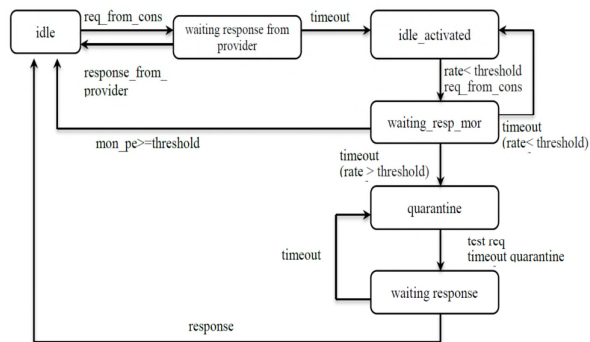 req_from_cons
timeout
idle
waiting response from
provider
idle_activated
response_from_
provider
rate< threshold
req_from_cons
waiting_resp_mor
mon_pe>=threshold
timeout
(rate< threshold)
timeout
(rate > threshold)
quarantine
timeout
test req
timeout quarantine
waiting response
response